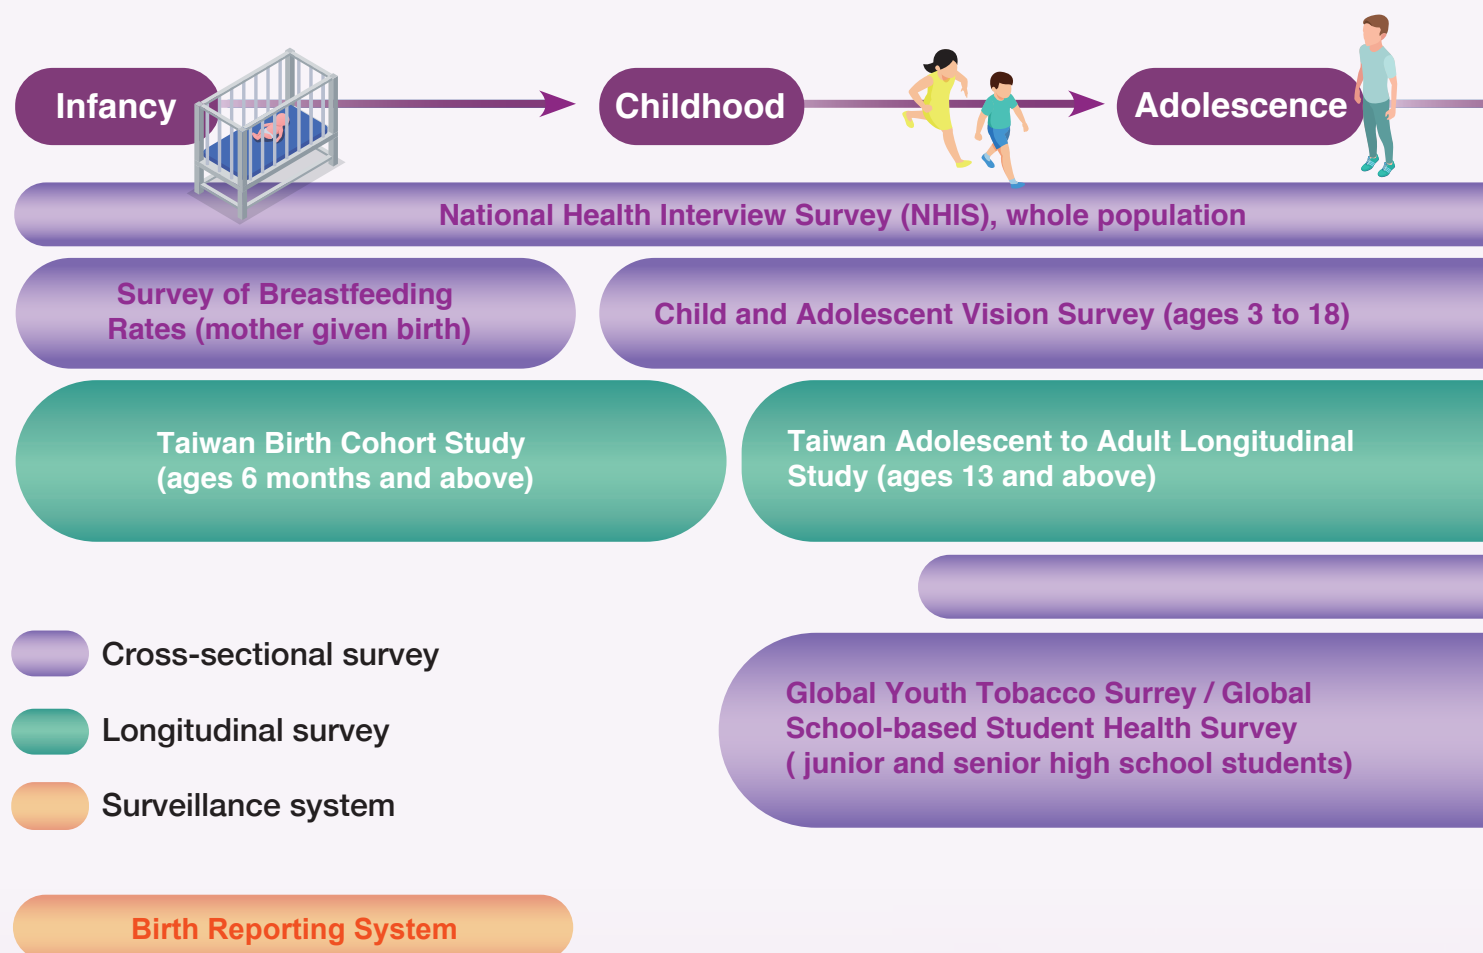 Infancy
Childhood
Adolescence
National Health Interview Survey (NHIS), whole population
Survey of Breastfeeding
Rates (mother given birth)
Child and Adolescent Vision Survey (ages 3 to 18)
Taiwan Birth Cohort Study
(ages 6 months and above)
Taiwan Adolescent to Adult Longitudinal
Study (ages 13 and above)
Cross-sectional survey
Longitudinal survey
Surveillance system
Global Youth Tobacco Surrey / Global
School-based Student Health Survey
( junior and senior high school students)
Birth Reporting System